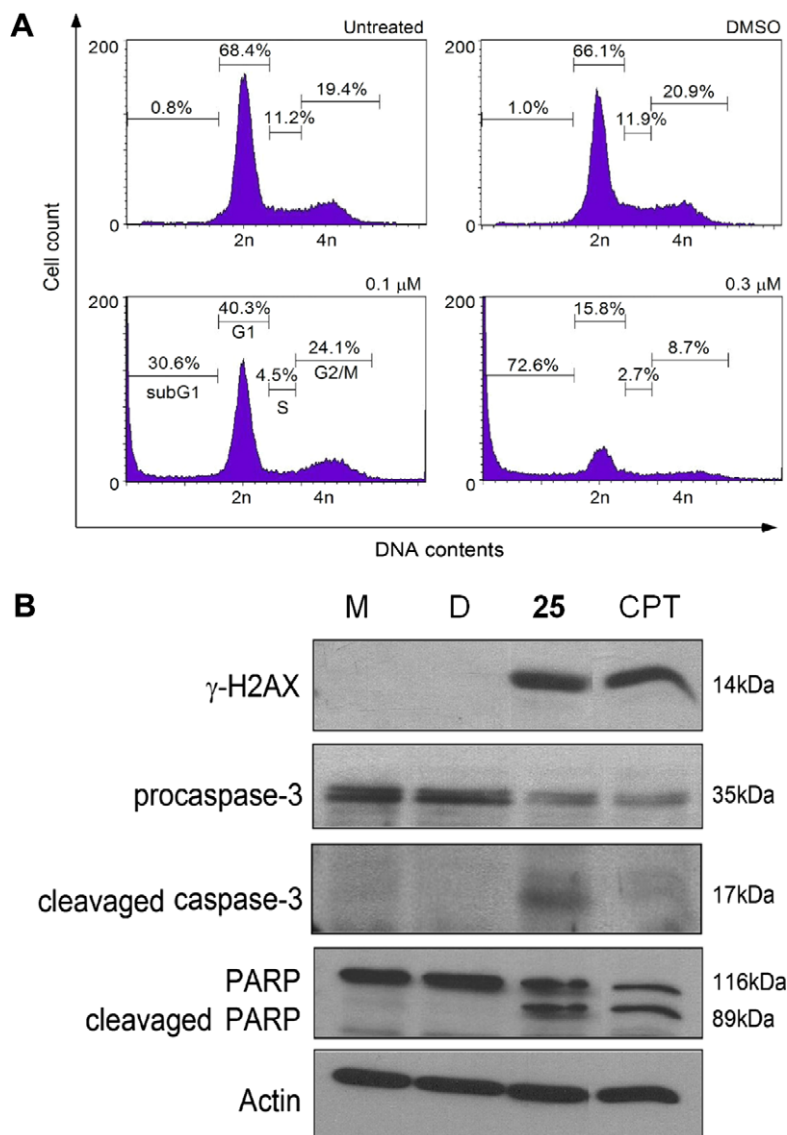 A
Untreated
200
68.4%
19.4%
0.8%
11.2%
0
2n 4n
DMSO
200
66.1%
20.9%
1.0%
11.9%
0
2n 4n
0.1 μM
200
40.3%
G1
24.1%
30.6%
4.5%
G2/M
subG1
S
0
2n 4n
0.3 μM
200
15.8%
8.7%
72.6%
2.7%
0
2n 4n
Cell count
DNA contents
B
M D 25 CPT
γ-H2AX 14kDa
procaspase-3 35kDa
cleavaged caspase-3 17kDa
PARP 116kDa
cleavaged PARP 89kDa
Actin